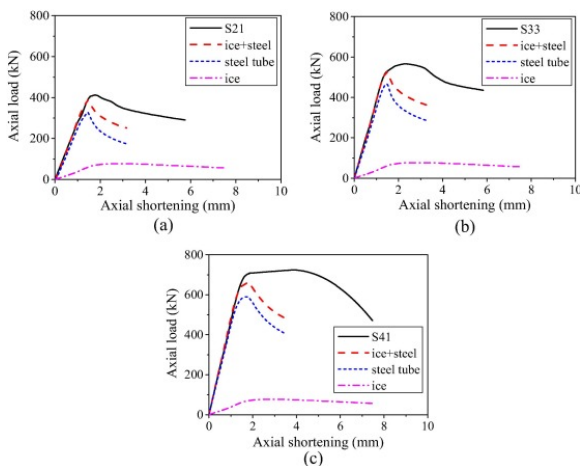 800
600
400
200
0
Axial load (kN)
S21
ice+steel
steel tube
ice
0 2 4 6 8 10
Axial shortening (mm)
(a)
800
600
400
200
0
Axial load (kN)
S33
ice+steel
steel tube
ice
0 2 4 6 8 10
Axial shortening (mm)
(b)
800
600
400
200
0
Axial load (kN)
S41
ice+steel
steel tube
ice
0 2 4 6 8 10
Axial shortening (mm)
(c)